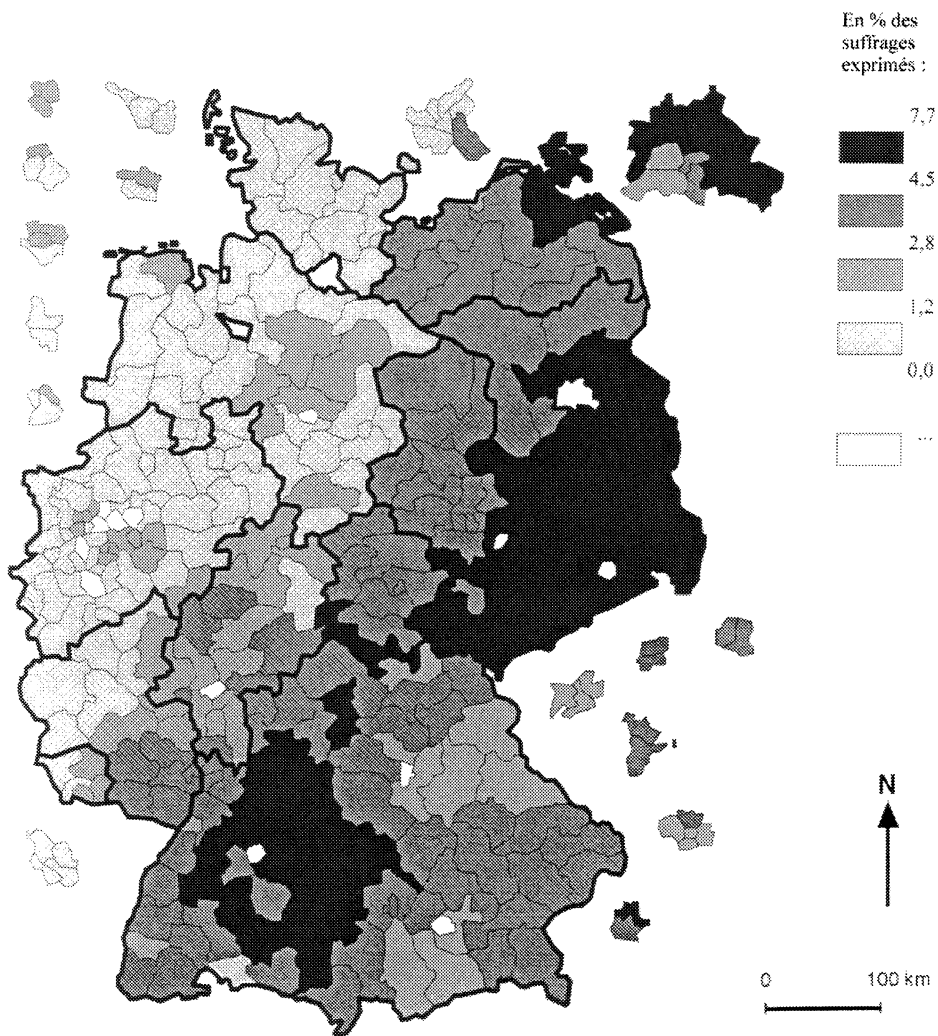 En % des
suffrages
exprimés :
7,7
4.5
2,8
1,2
0,0
...
N
0 100 km